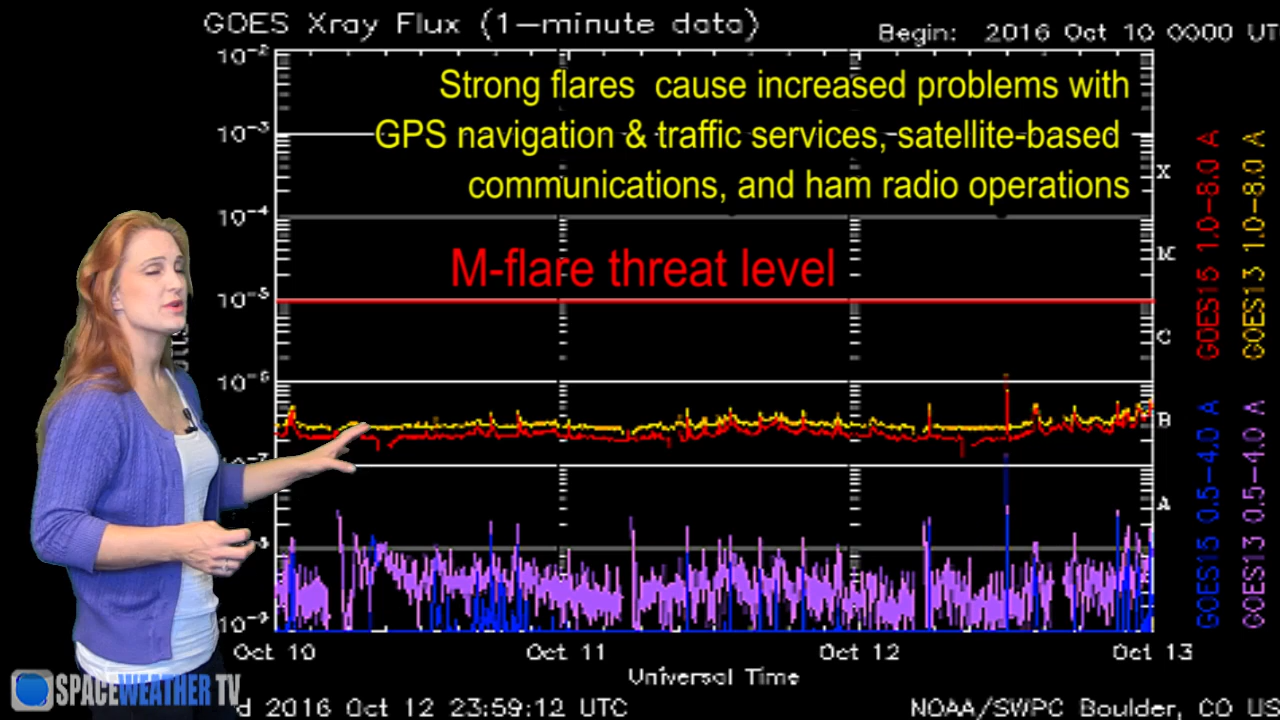 GOES Xray Flux (1-minute data)
Begin: 2016 Oct 10 0000 UT
Strong flares cause increased problems with
GPS navigation & traffic services, satellite-based
communications, and ham radio operations
M-flare threat level
10-2
10-3
10-4
10-5
10-6
10-9
X
M
C
B
A
GOES15 1.0-8.0 A
GOES13 1.0-8.0 A
GOES15 0.5-4.0 A
GOES13 0.5-4.0 A
Oct 10
Oct 11
Oct 12
Oct 13
Universal Time
SPACEWEATHER TV
d 2016 Oct 12 23:59:12 UTC
NOAA/SWPC Boulder, CO US